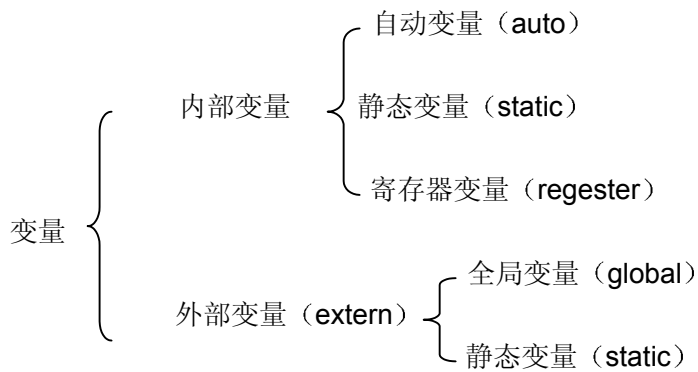 自动变量（auto）
内部变量
静态变量（static）
寄存器变量（regester）
变量
全局变量（global）
外部变量（extern）
静态变量（static）